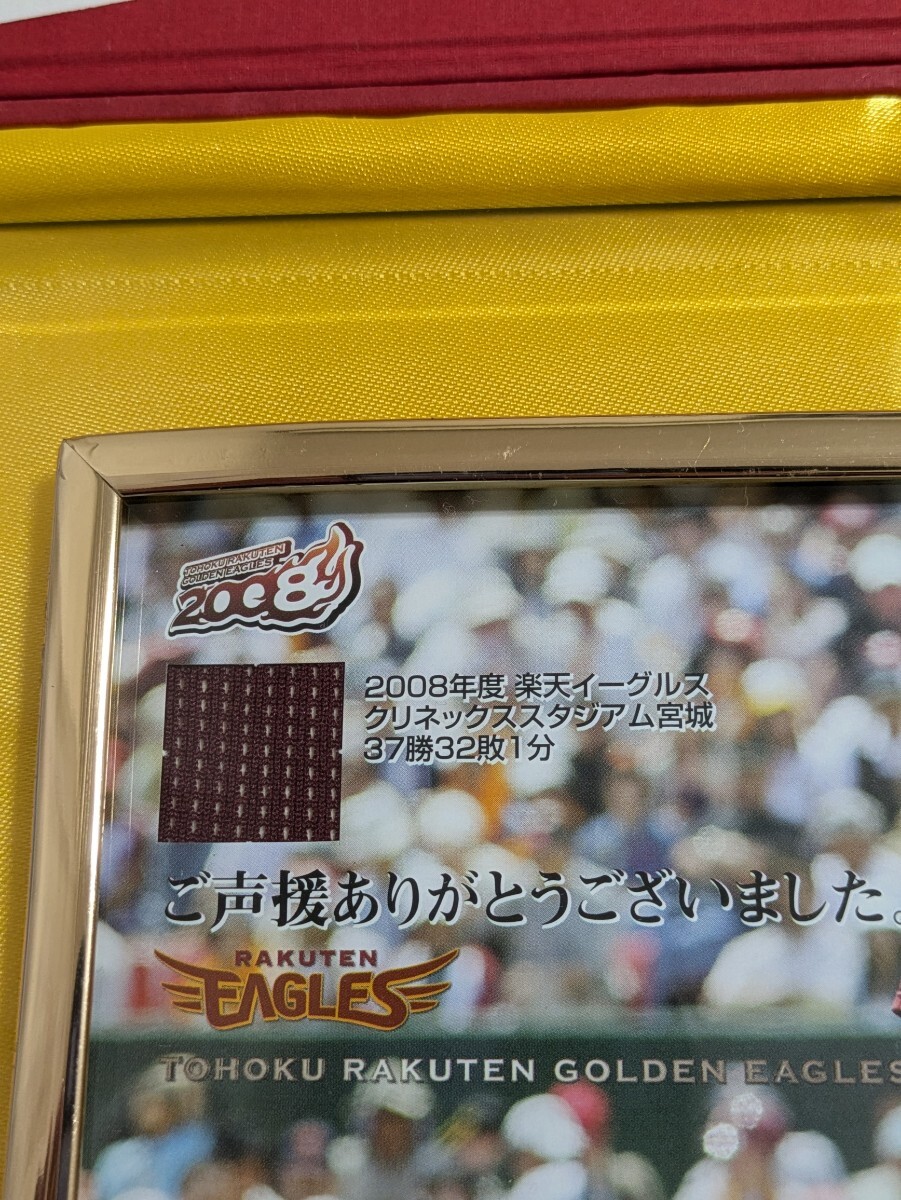 TOHOKU RAKUTEN
GOLDEN EAGLES
2008
2008年度 楽天イーグルス
クリネックススタジアム宮城
37勝32敗1分
ご声援ありがとうございました。
RAKUTEN
EAGLES
TOHOKU RAKUTEN GOLDEN EAGLES